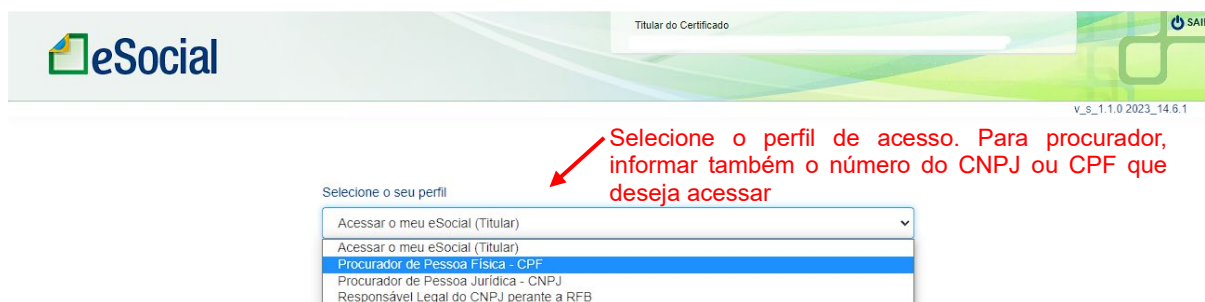 Titular do Certificado
SAI
eSocial
v_s_1.1.0 2023_14.6.1
Selecione o perfil de acesso. Para procurador,
informar também o número do CNPJ ou CPF que
deseja acessar
Selecione o seu perfil
Acessar o meu eSocial (Titular)
Acessar o meu eSocial (Titular)
Procurador de Pessoa Física - CPF
Procurador de Pessoa Jurídica - CNPJ
Responsável Legal do CNPJ perante a RFB